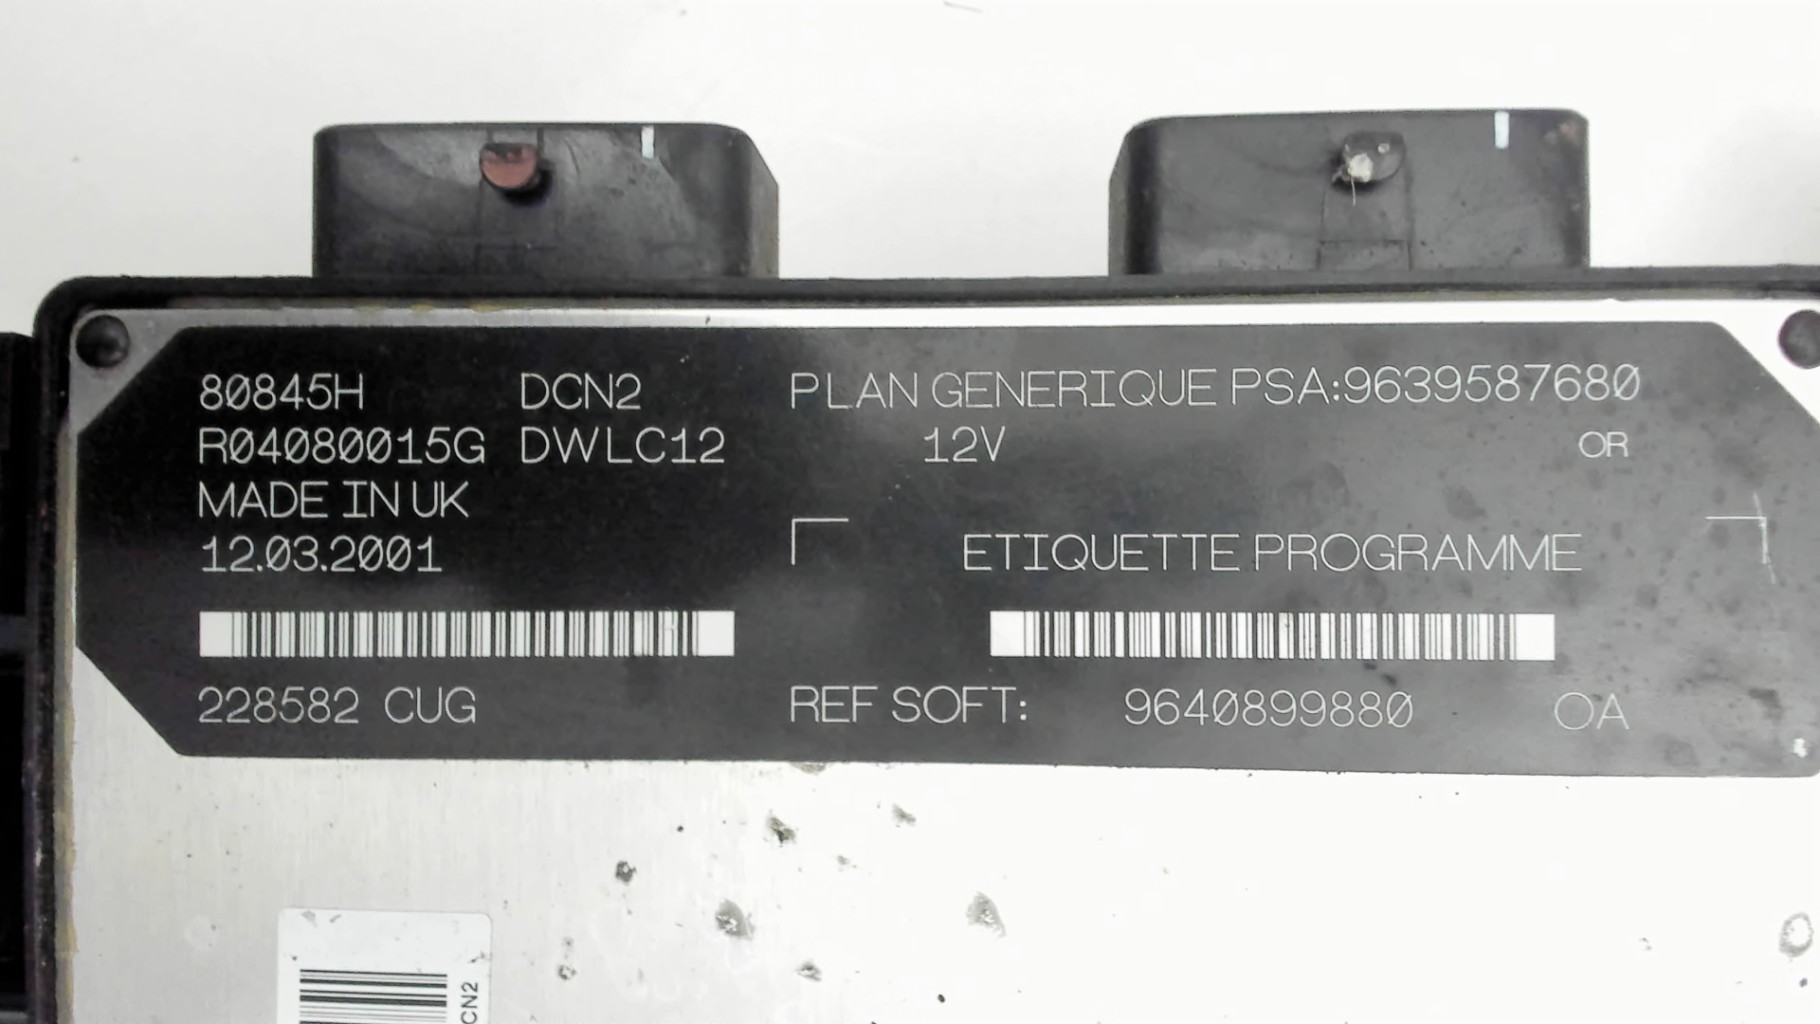 80845H DCN2 PLAN GENERIQUE PSA:9639587680
R04080015G DWLC12 12V OR
MADE IN UK
12.03.2001
ETIQUETTE PROGRAMME
228582 CUG REF SOFT: 9640899880 OA
CN2